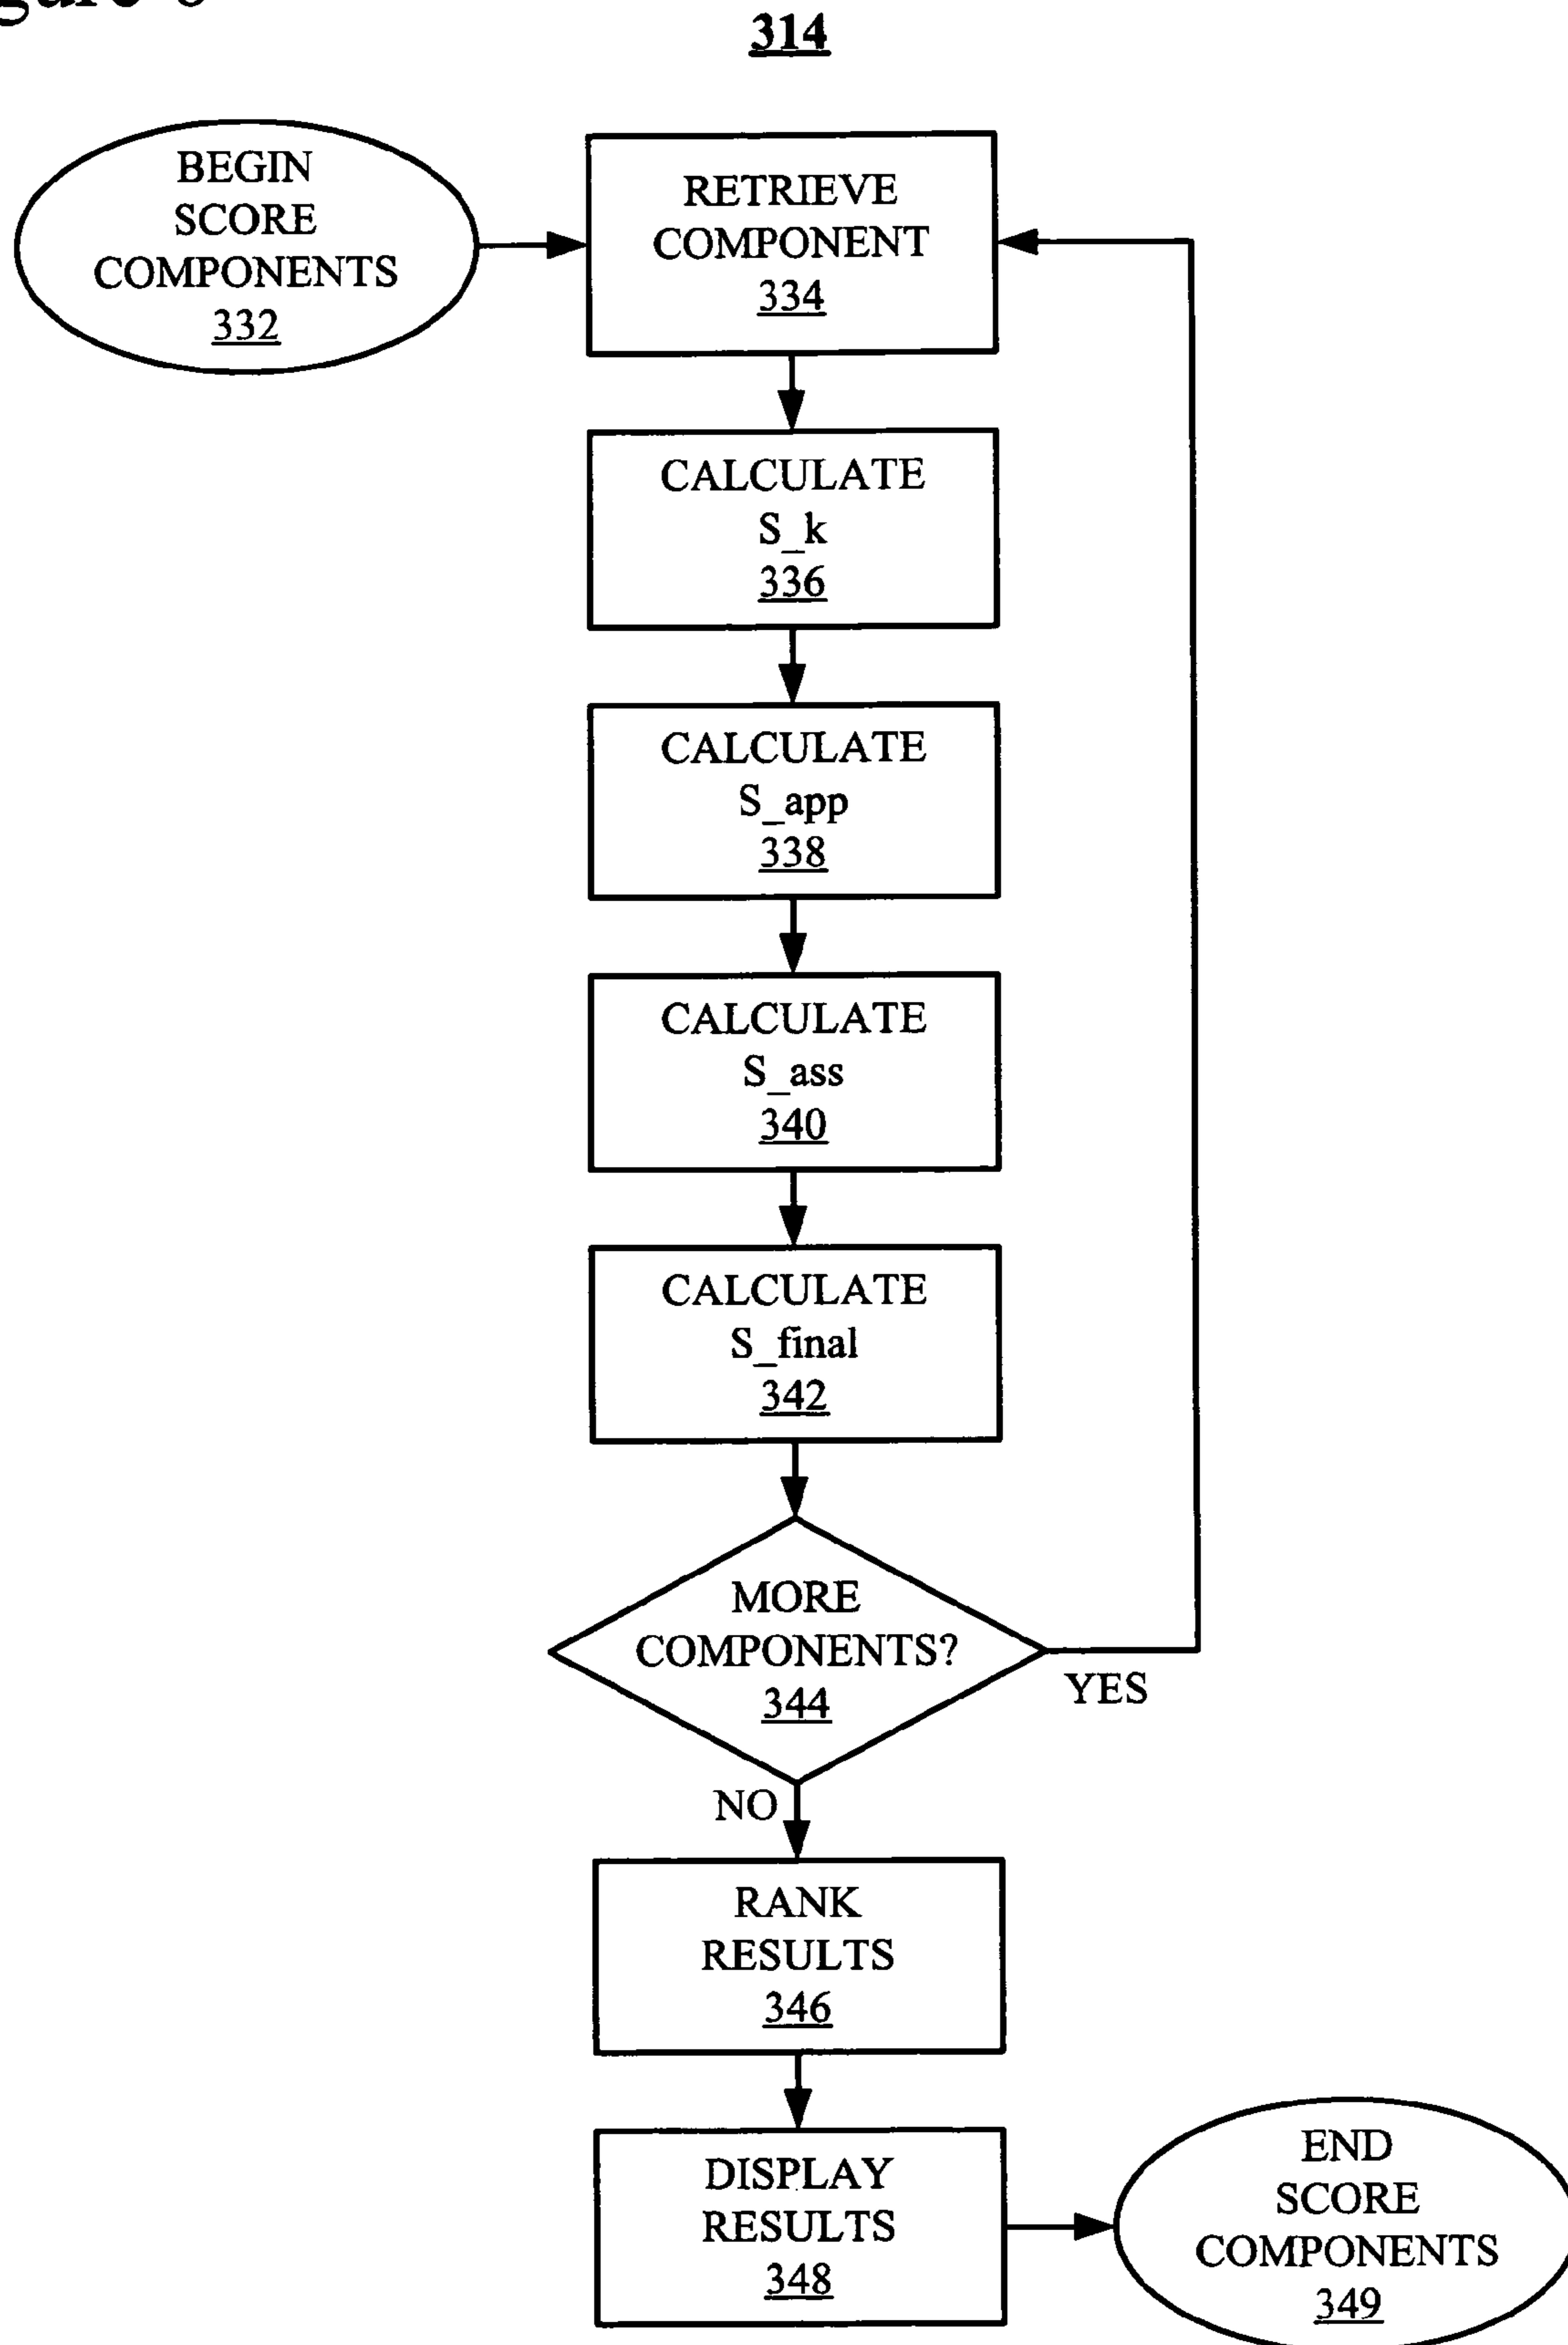 314
BEGIN
SCORE
COMPONENTS
332
RETRIEVE
COMPONENT
334
CALCULATE
S_k
336
CALCULATE
S_app
338
CALCULATE
S_ass
340
CALCULATE
S_final
342
MORE
COMPONENTS?
344
YES
NO
RANK
RESULTS
346
DISPLAY
RESULTS
348
END
SCORE
COMPONENTS
349